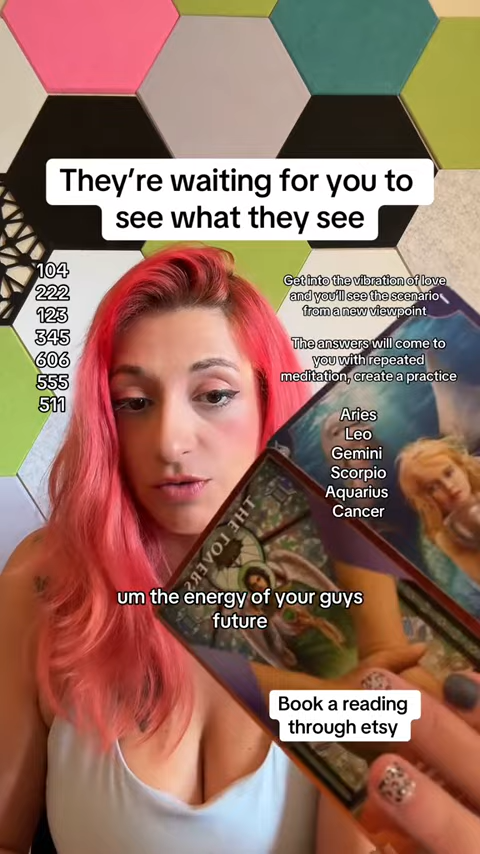 They’re waiting for you to
see what they see
104
222
123
345
606
555
511
Get into the vibration of love
and you’ll see the scenario
from a new viewpoint
The answers will come to
you with repeated
meditation, create a practice
Aries
Leo
Gemini
Scorpio
Aquarius
Cancer
THE LOVERS
um the energy of your guys
future
Book a reading
through etsy